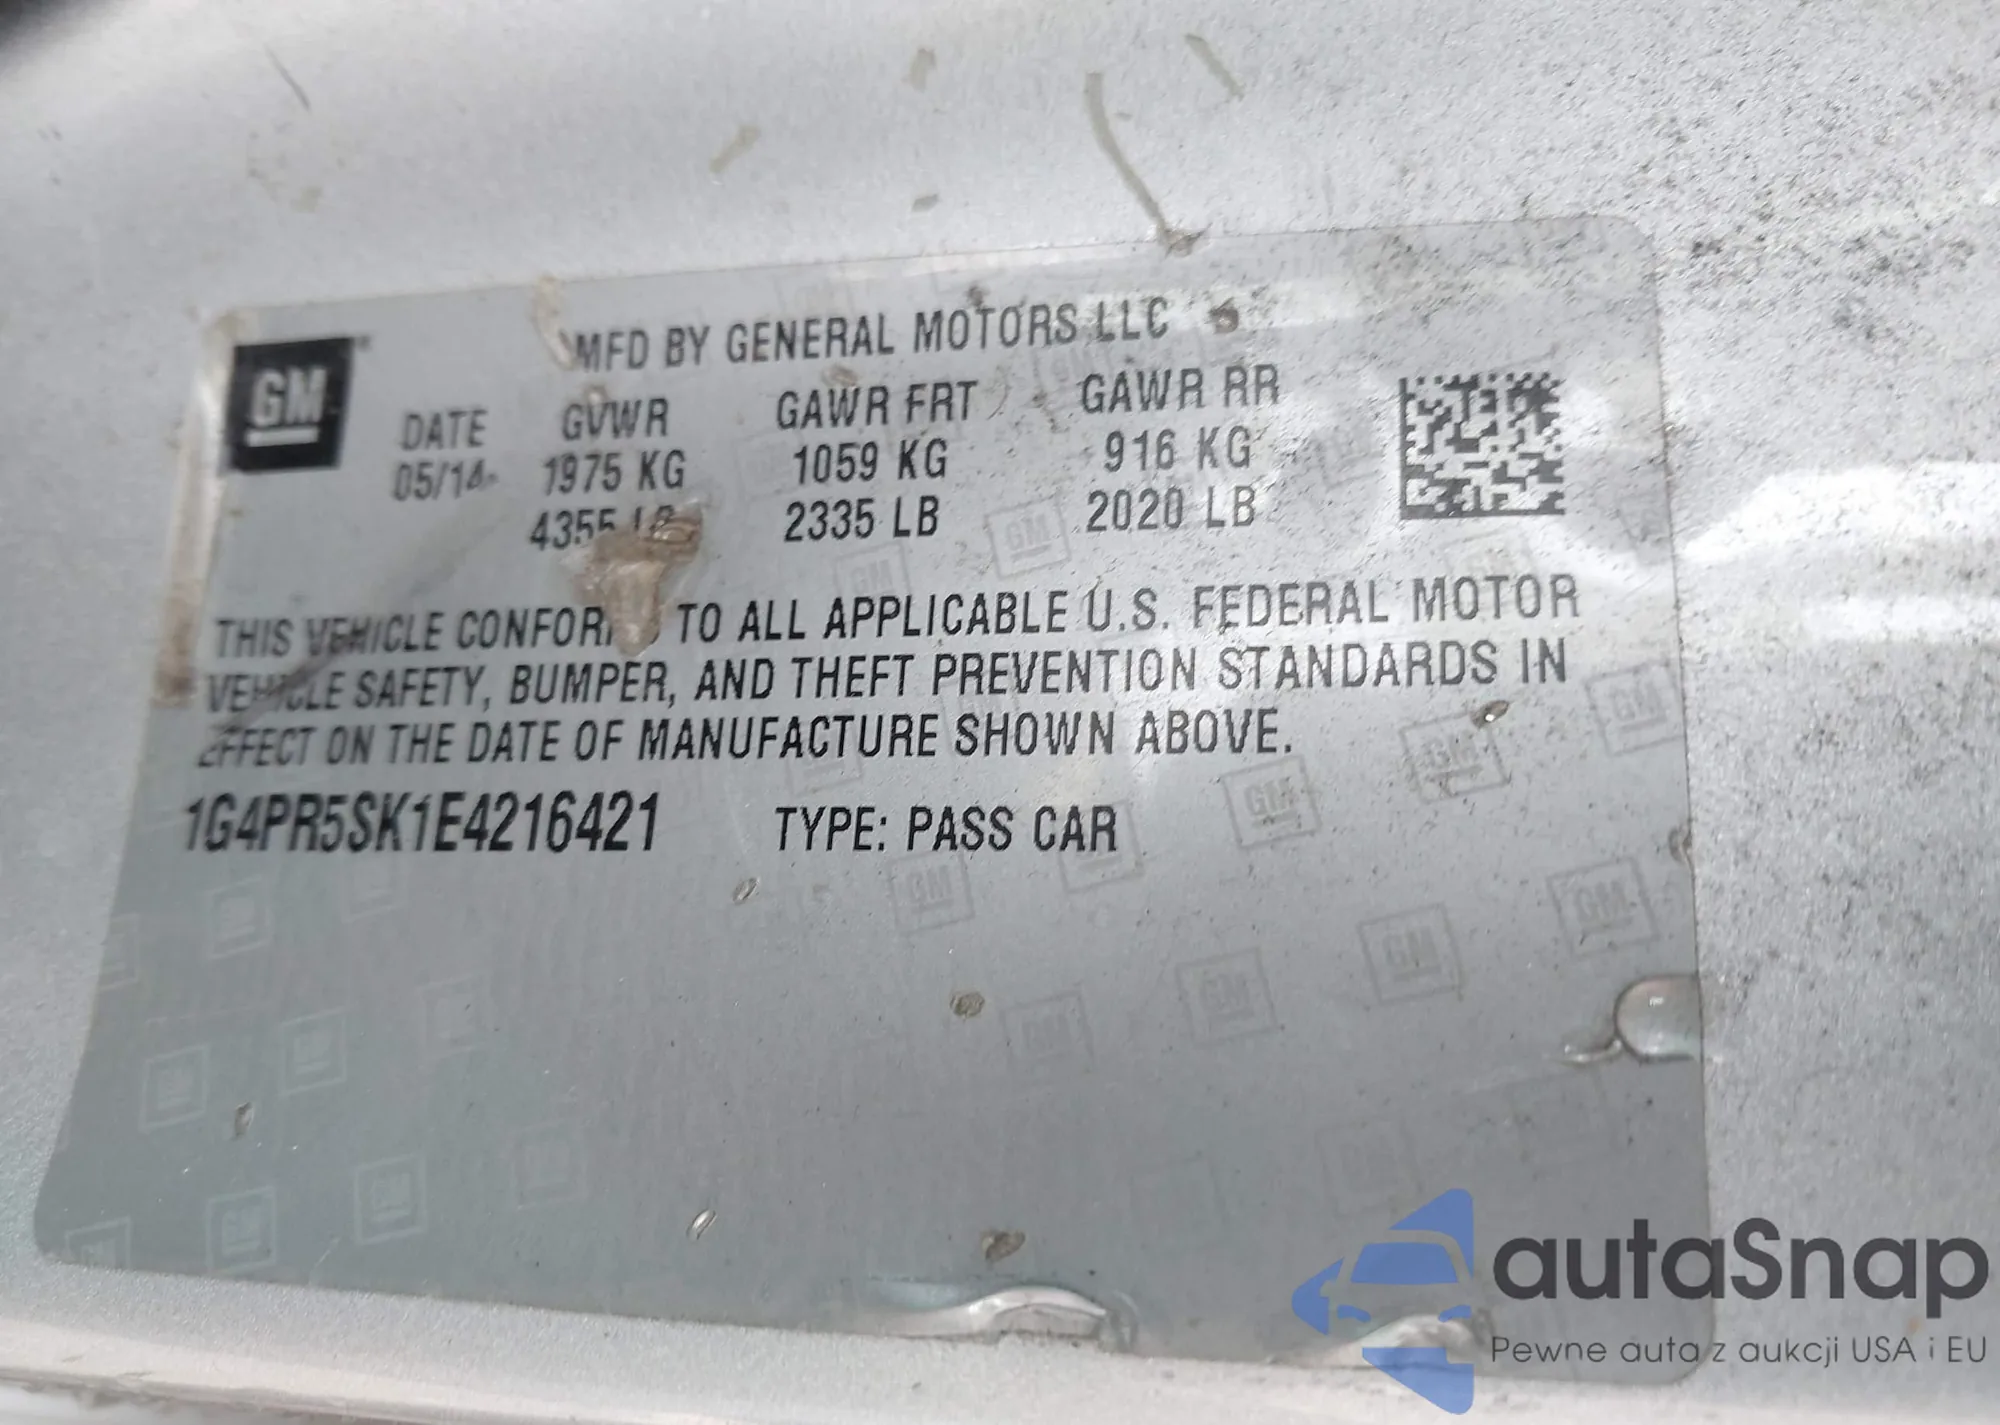 MFD BY GENERAL MOTORS LLC
GM
DATE GVWR GAWR FRT GAWR RR
05/14 1975 KG 1059 KG 916 KG
4355 2335 LB 2020 LB
THIS VEHICLE TO ALL APPLICABLE U.S. FEDERAL MOTOR
VEHICLE SAFETY, BUMPER, AND THEFT PREVENTION STANDARDS IN
EFFECT ON THE DATE OF MANUFACTURE SHOWN ABOVE.
1G4PR5SK1E4216421 TYPE: PASS CAR
autaSnap
Pewne auta z aukcji USA i EU